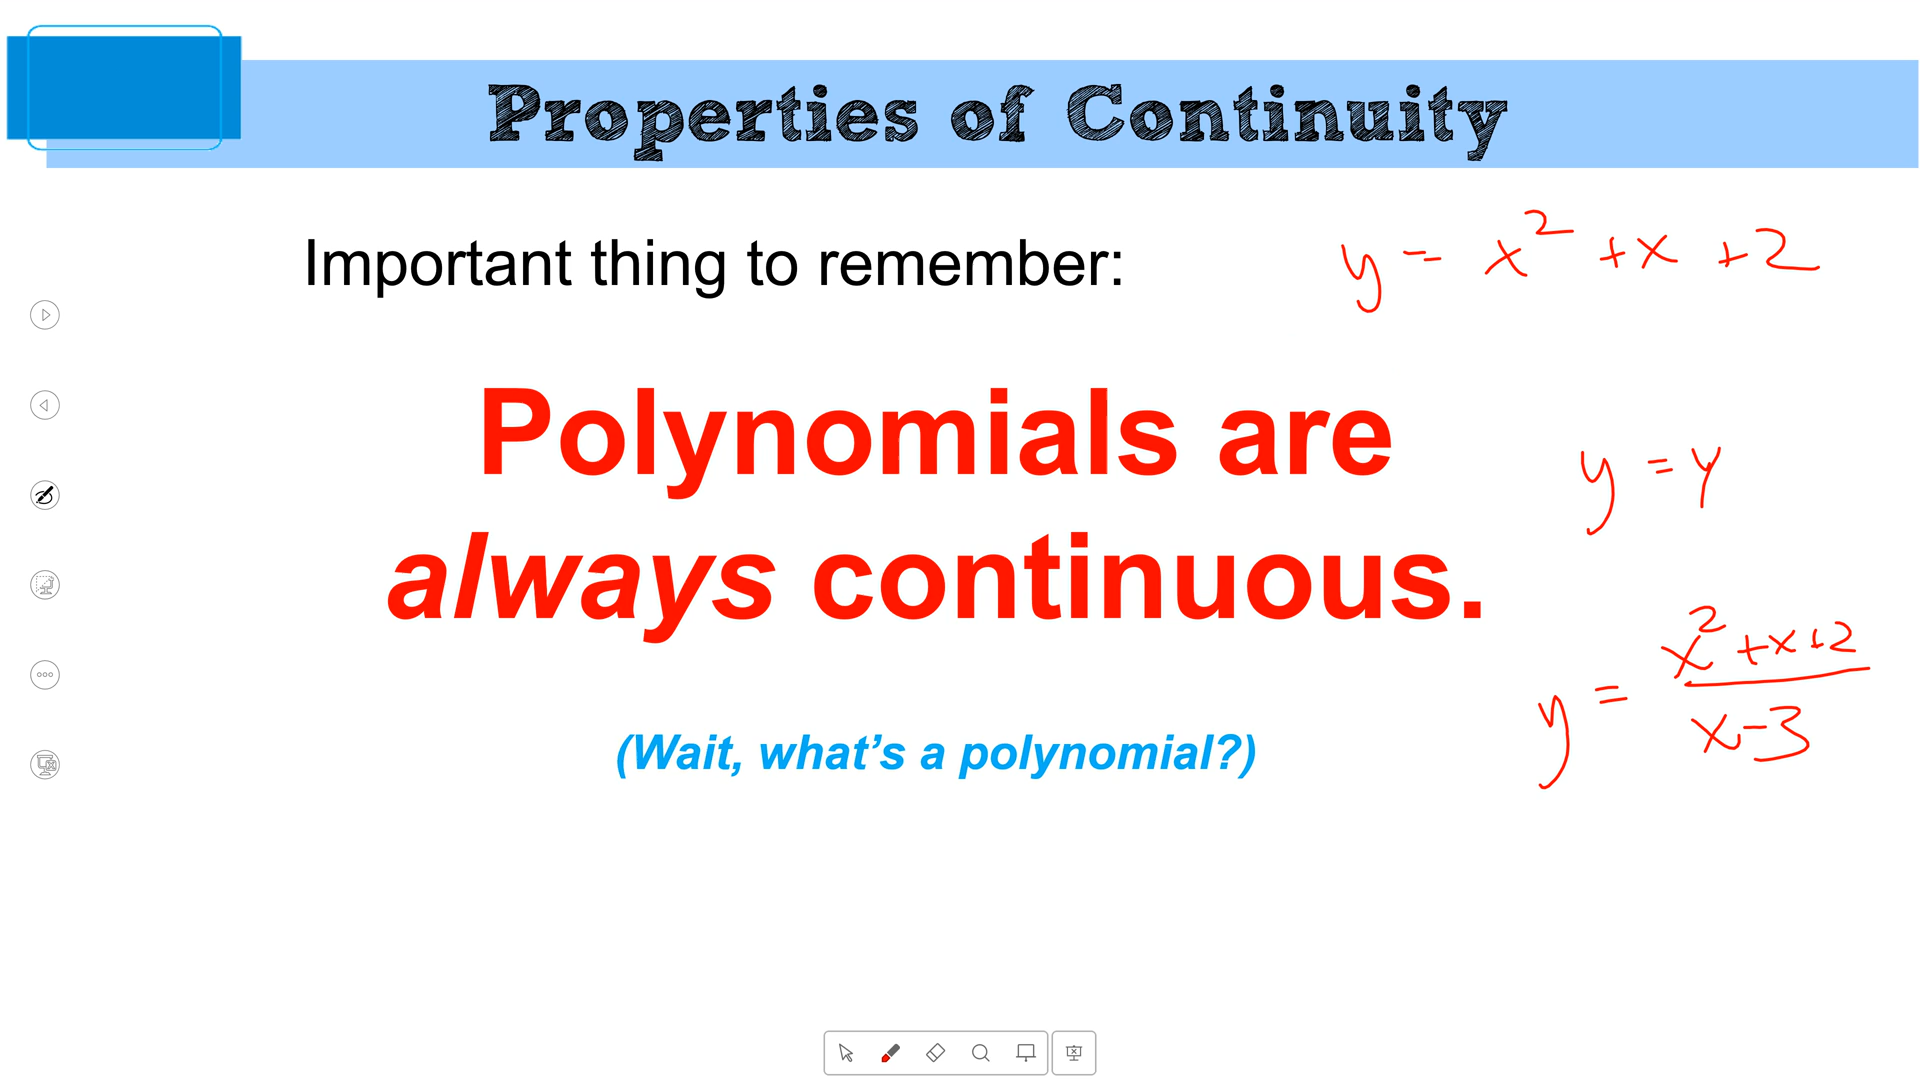 Properties of Continuity
Important thing to remember:
y = x² + x + 2
Polynomials are
always continuous.
y = y
(Wait, what’s a polynomial?)
y = x² + x + 2
x - 3